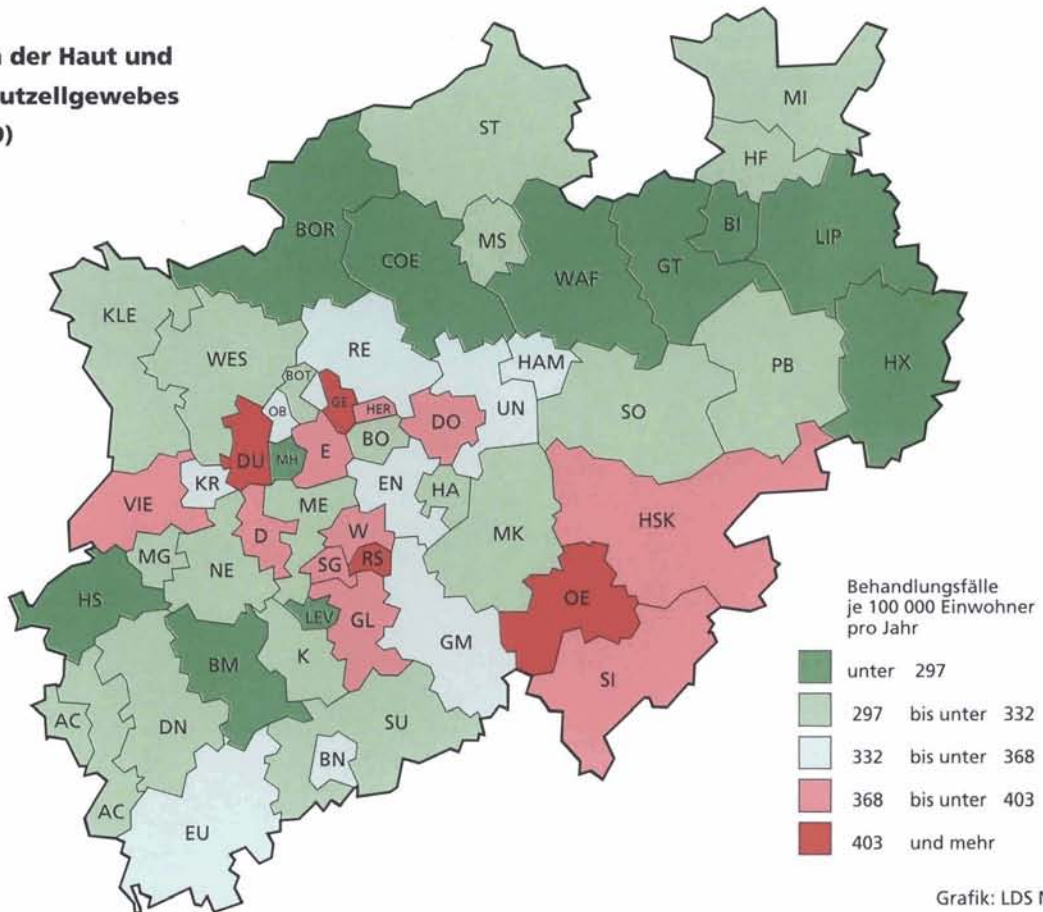 der Haut und
utzellgewebes
0)
MI
ST
HF
BI
LIP
BOR
MS
COE
WAF
GT
KLE
RE
HAM
WES
PB
HX
BOT
GE
HER
DO
UN
SO
OB
BO
E
DU
MH
KR
EN
HA
ME
VIE
HSK
W
MK
D
MG
NE
SG
RS
HS
OE
LEV
GL
K
GM
BM
SI
AC
DN
SU
BN
AC
EU
Behandlungsfälle
je 100 000 Einwohner
pro Jahr
unter 297
297 bis unter 332
332 bis unter 368
368 bis unter 403
403 und mehr
Grafik: LDS N